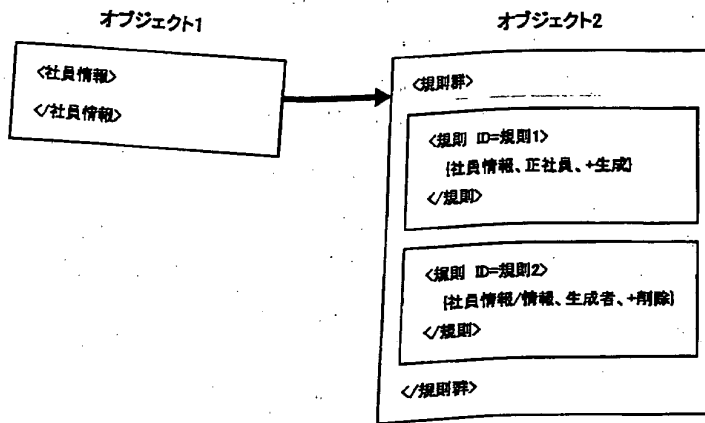 オブジェクト1
<社員情報>
</社員情報>
オブジェクト2
<規則群>
<規則 ID=規則1>
{社員情報、正社員、+生成}
</規則>
<規則 ID=規則2>
{社員情報/情報、生成者、+削除}
</規則>
</規則群>